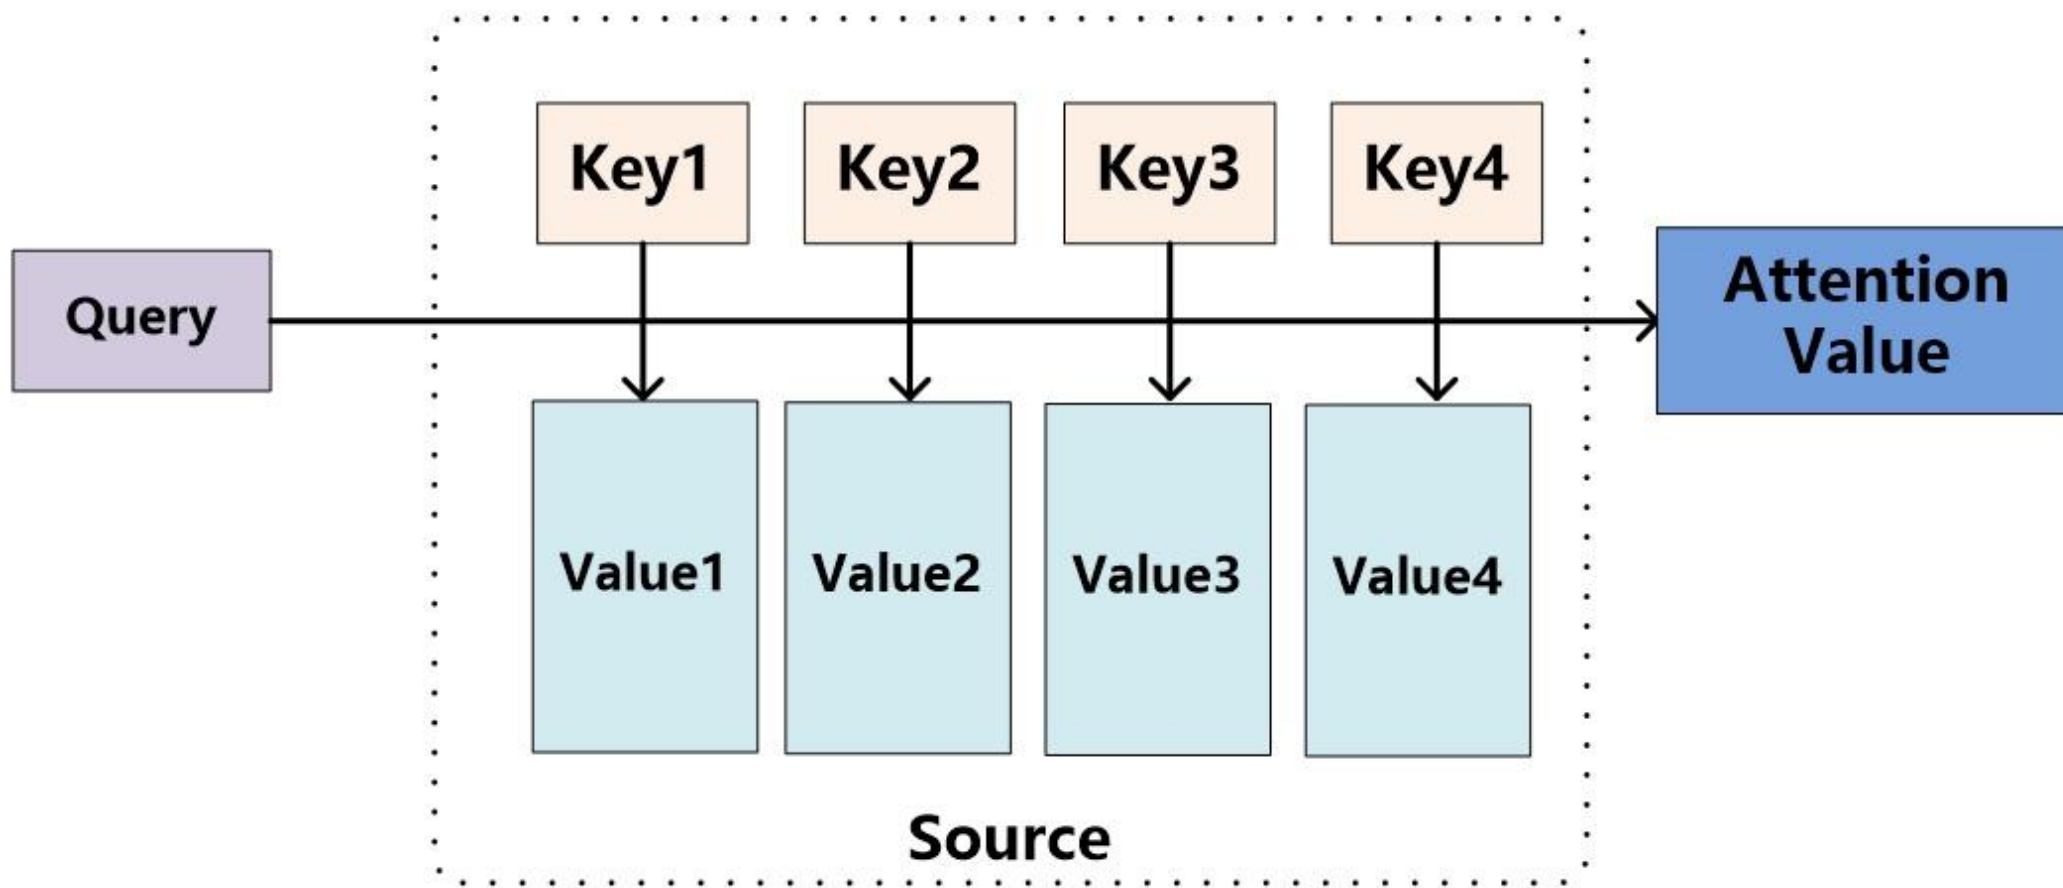 Key1 Key2 Key3 Key4
Query
Attention
Value
Value1 Value2 Value3 Value4
Source